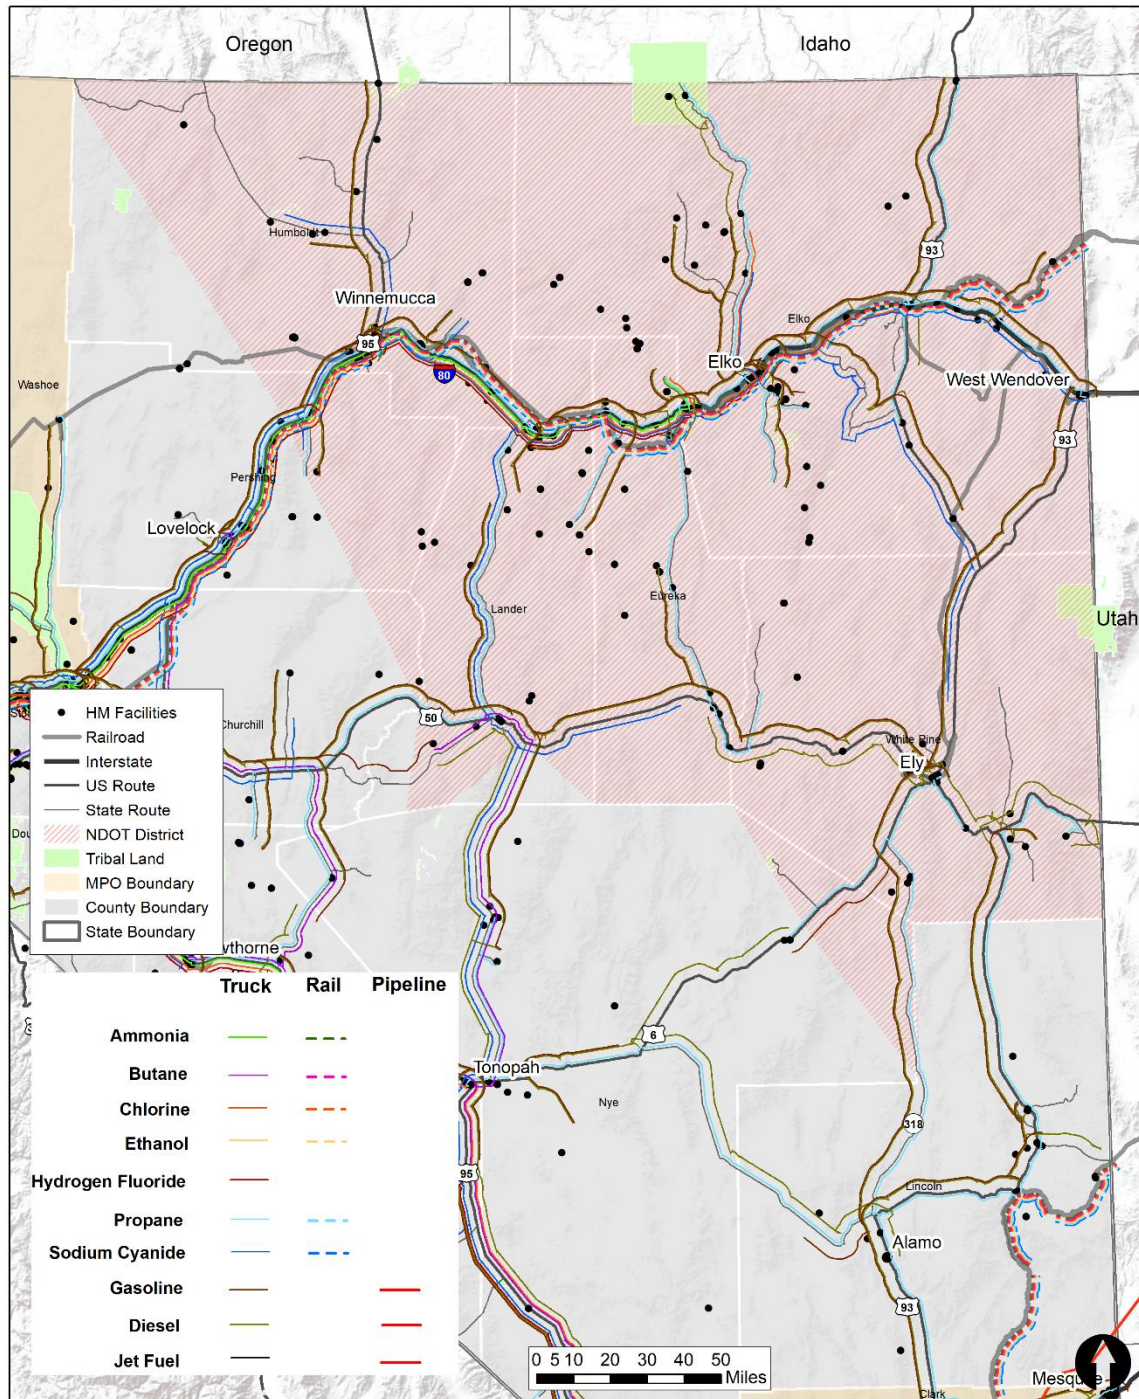 Oregon
Idaho
93
Humboldt
Winnemucca
95
80
Elko
Elko
West Wendover
93
Washoe
Pershing
Lovelock
Lander
Eureka
Utah
Churchill
50
White Pine
Ely
HM Facilities
Railroad
Interstate
US Route
State Route
NDOT District
Tribal Land
MPO Boundary
County Boundary
State Boundary
wthorne
Truck Rail Pipeline
Ammonia
Butane
Chlorine
Ethanol
Hydrogen Fluoride
Propane
Sodium Cyanide
Gasoline
Diesel
Jet Fuel
6
Tonopah
Nye
95
318
Lincoln
Alamo
93
0 5 10 20 30 40 50
Miles
Clark